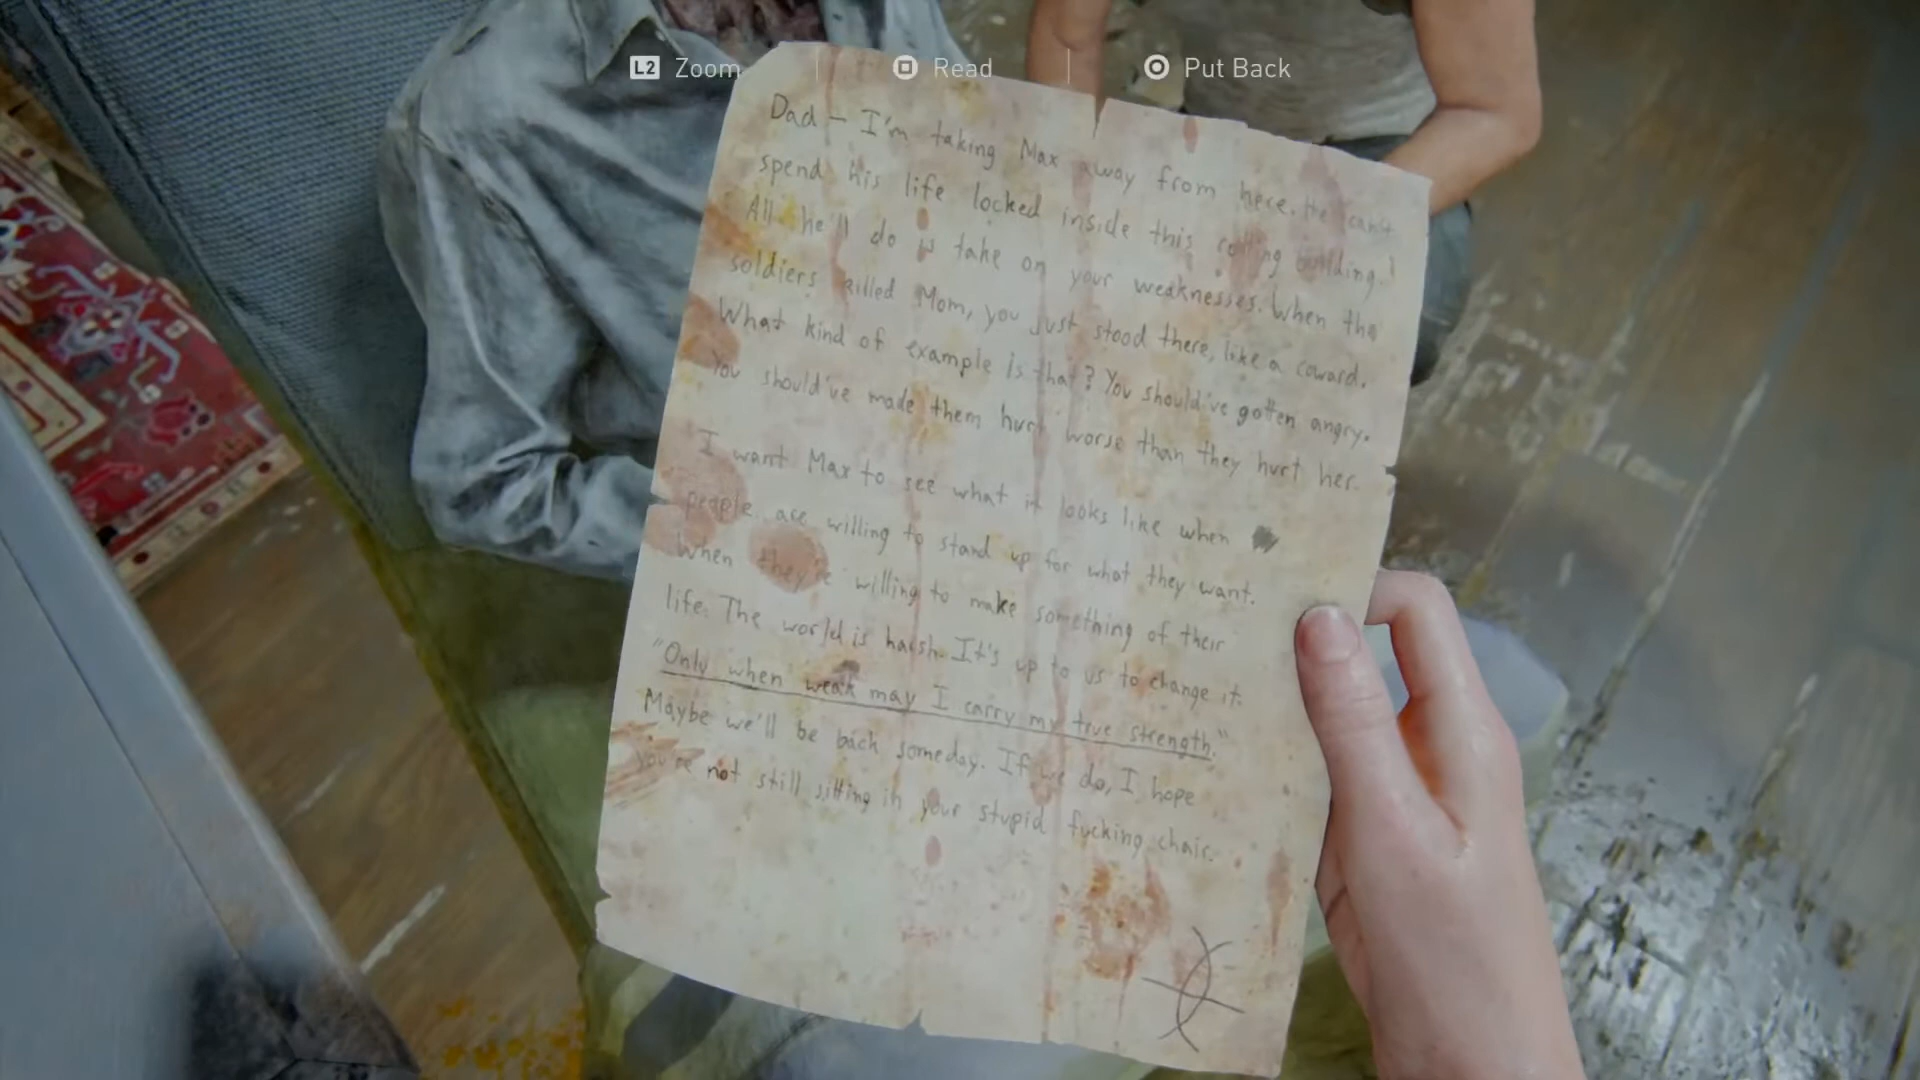 L2 Zoom
Read
Put Back
Dad - I'm taking Max away from here. He can't
spend his life locked inside this rotting building.
All he'll do is take on your weaknesses. When the
soldiers killed Mom, you just stood there, like a coward.
What kind of example is that? You should've gotten angry.
You should've made them hurt worse than they hurt her.
I want Max to see what it looks like when
people are willing to stand up for what they want.
When they're willing to make something of their
life. The world is harsh. It's up to us to change it.
"Only when weak may I carry my true strength."
Maybe we'll be back someday. If we do, I hope
you're not still sitting in your stupid fucking chair.